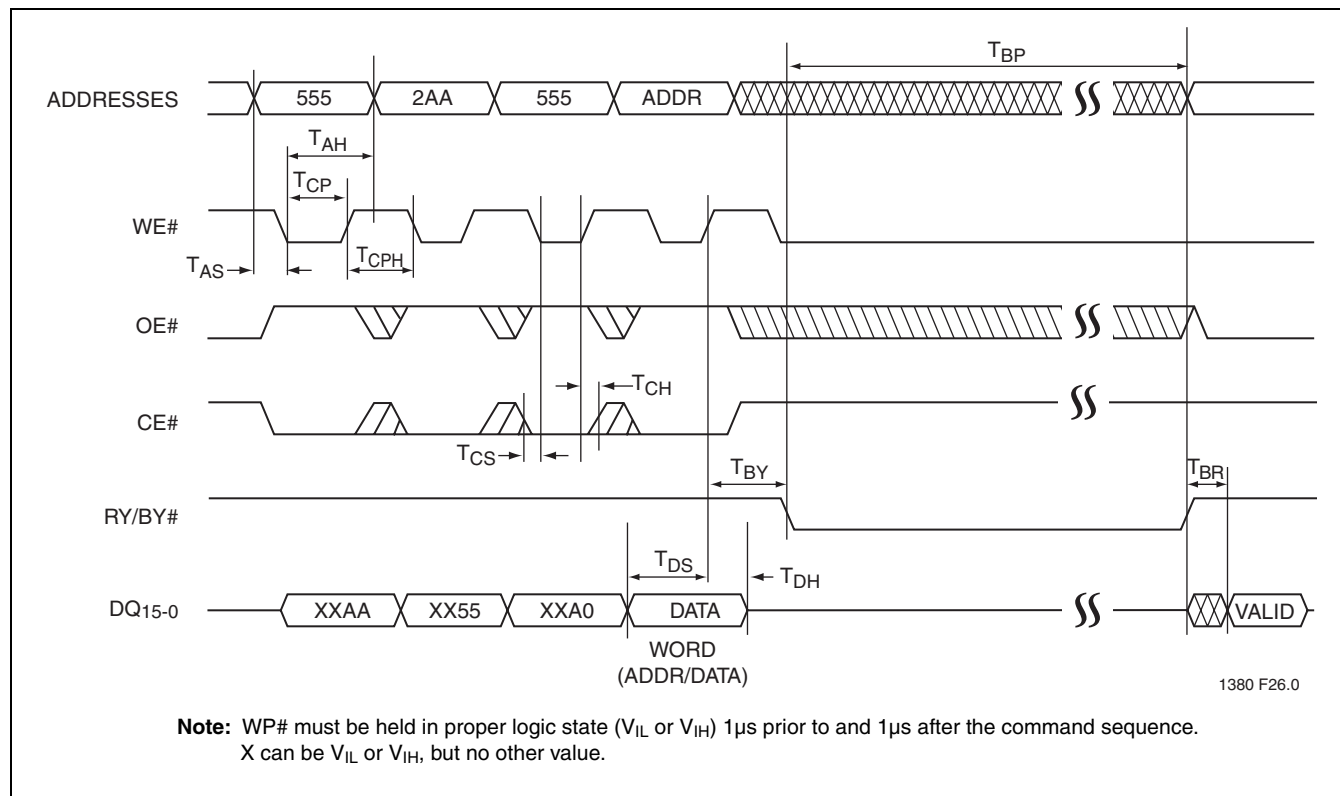 T_BP
ADDRESSES 555 2AA 555 ADDR
T_AH
T_CP
WE#
T_AS T_CPH
OE#
T_CH
CE#
T_CS
T_BY T_BR
RY/BY#
T_DS T_DH
DQ15-0 XXAA XX55 XXA0 DATA VALID
WORD
(ADDR/DATA)
1380 F26.0
Note: WP# must be held in proper logic state (V_IL or V_IH) 1µs prior to and 1µs after the command sequence.
X can be V_IL or V_IH, but no other value.